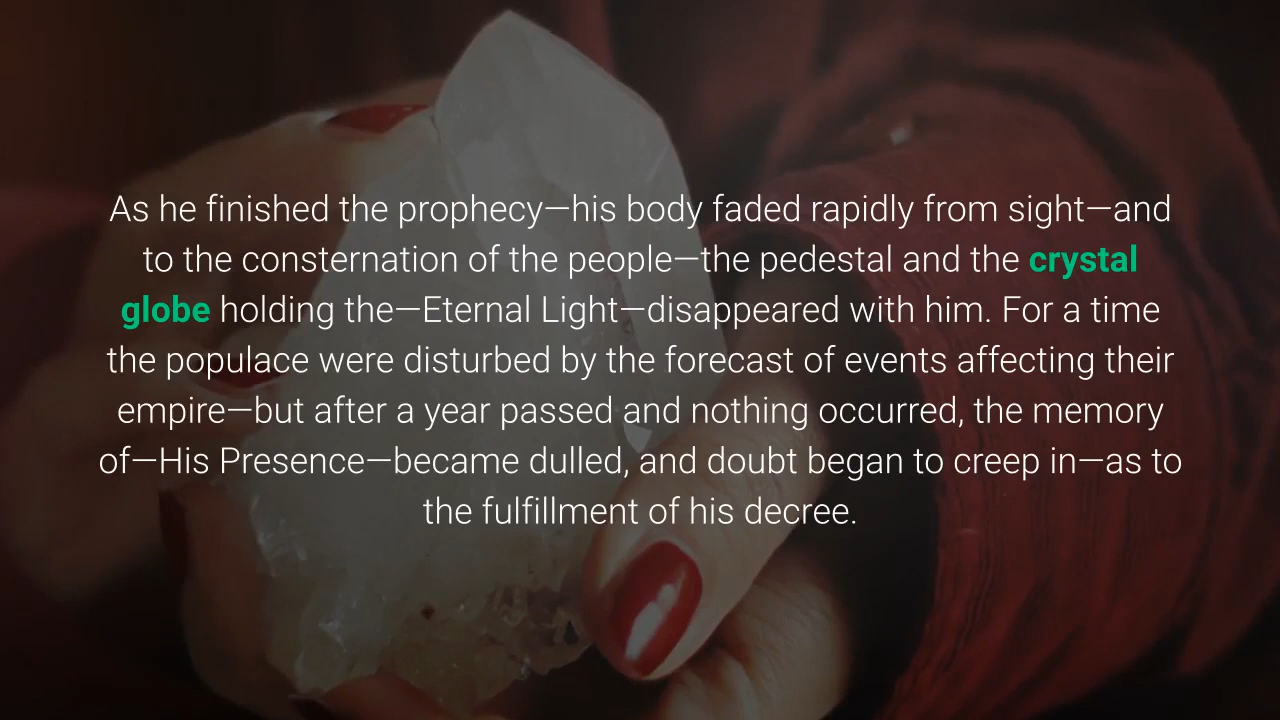 As he finished the prophecy—his body faded rapidly from sight—and
to the consternation of the people—the pedestal and the crystal
globe holding the—Eternal Light—disappeared with him. For a time
the populace were disturbed by the forecast of events affecting their
empire—but after a year passed and nothing occurred, the memory
of—His Presence—became dulled, and doubt began to creep in—as to
the fulfillment of his decree.